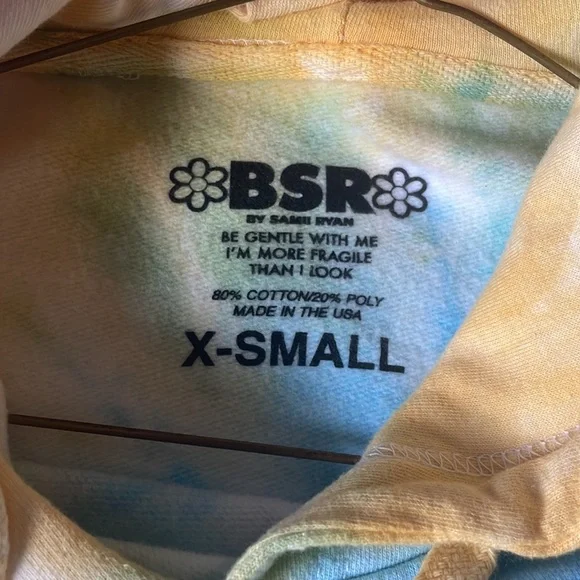 BSR
BY SAMII RYAN
BE GENTLE WITH ME
I'M MORE FRAGILE
THAN I LOOK
80% COTTON/20% POLY
MADE IN THE USA
X-SMALL